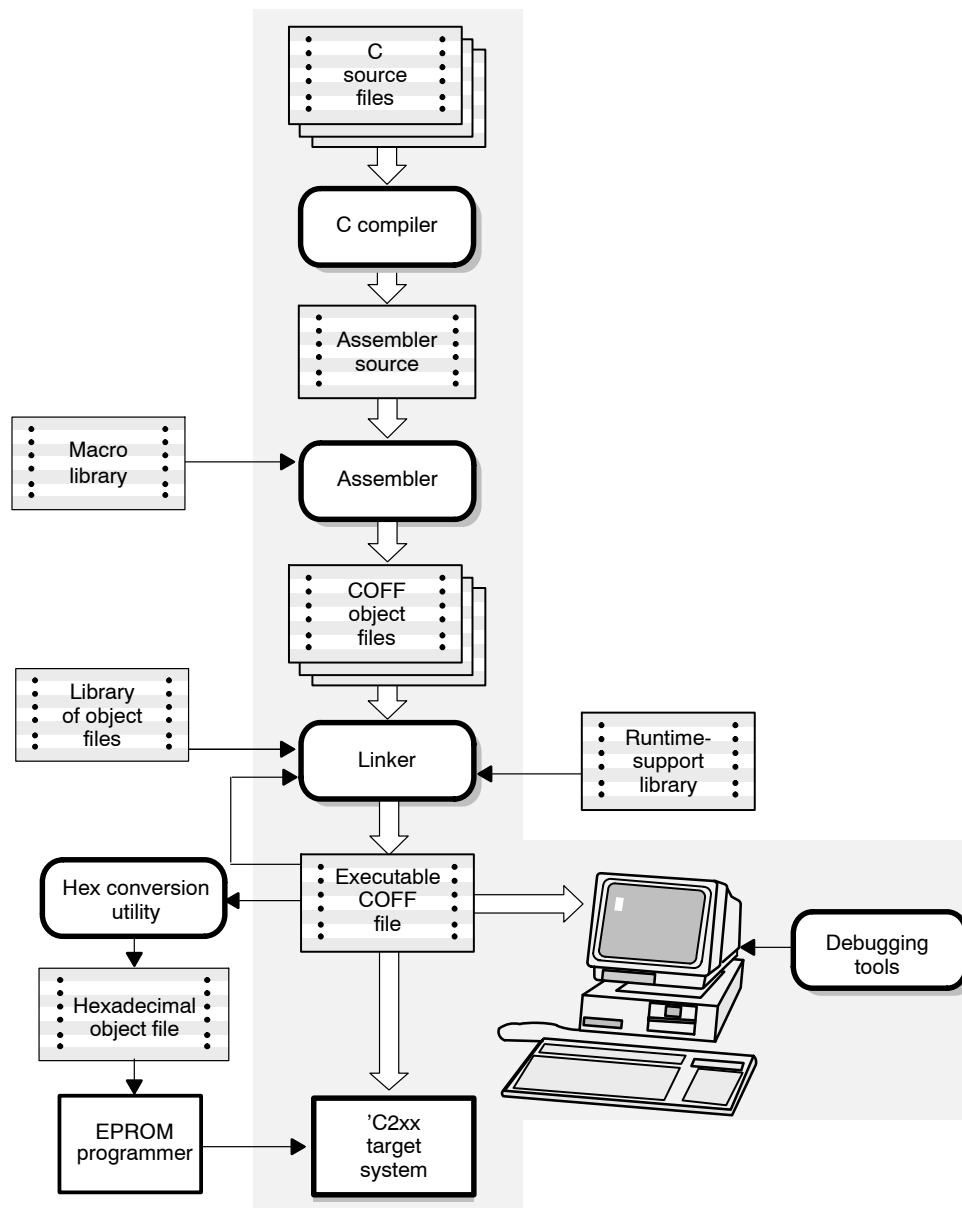 C
source
files
C compiler
Assembler
source
Macro
library
Assembler
COFF
object
files
Library
of object
files
Linker
Runtime-
support
library
Executable
COFF
file
Hex conversion
utility
Debugging
tools
Hexadecimal
object file
EPROM
programmer
’C2xx
target
system